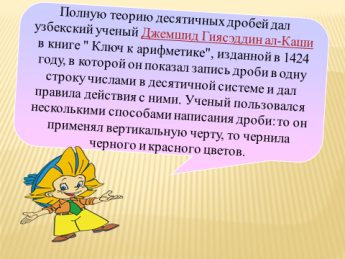 Полную теорию десятичных дробей дал
узбекский ученый Джемшид Гиясэддин ал-Каши
в книге " Ключ к арифметике", изданной в 1424
году, в которой он показал запись дроби в одну
строку числами в десятичной системе и дал
правила действия с ними. Ученый пользовался
несколькими способами написания дроби: то он
применял вертикальную черту, то чернила
черного и красного цветов.